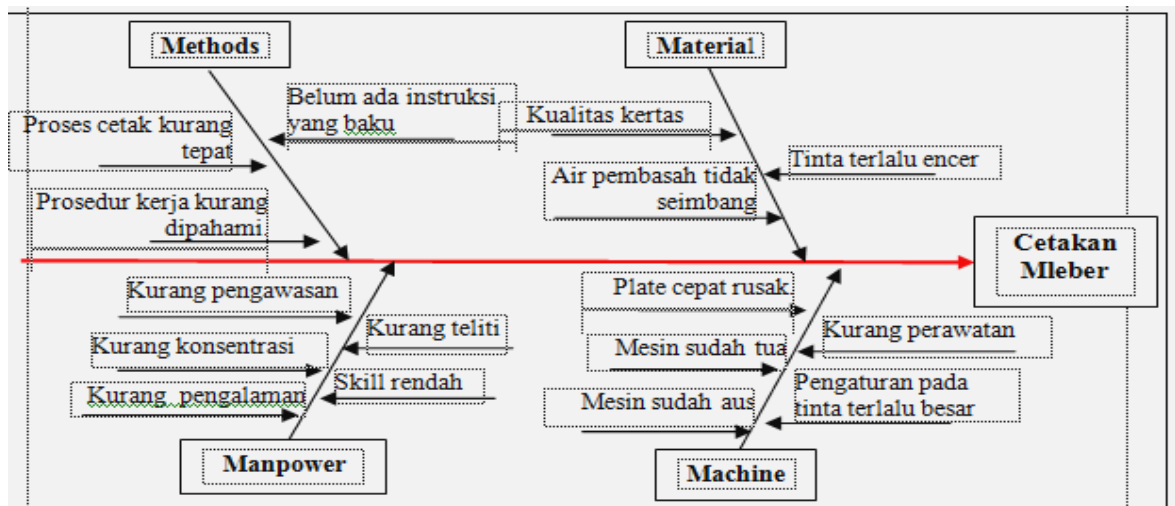 Methods
Material
Belum ada instruksi
yang baku
Proses cetak kurang
tepat
Prosedur kerja kurang
dipahami
Kualitas kertas
Tinta terlalu encer
Air pembasah tidak
seimbang
Cetakan
Mleber
Kurang pengawasan
Kurang teliti
Kurang konsentrasi
Skill rendah
Kurang pengalaman
Manpower
Plate cepat rusak
Kurang perawatan
Mesin sudah tua
Pengaturan pada
tinta terlalu besar
Mesin sudah aus
Machine